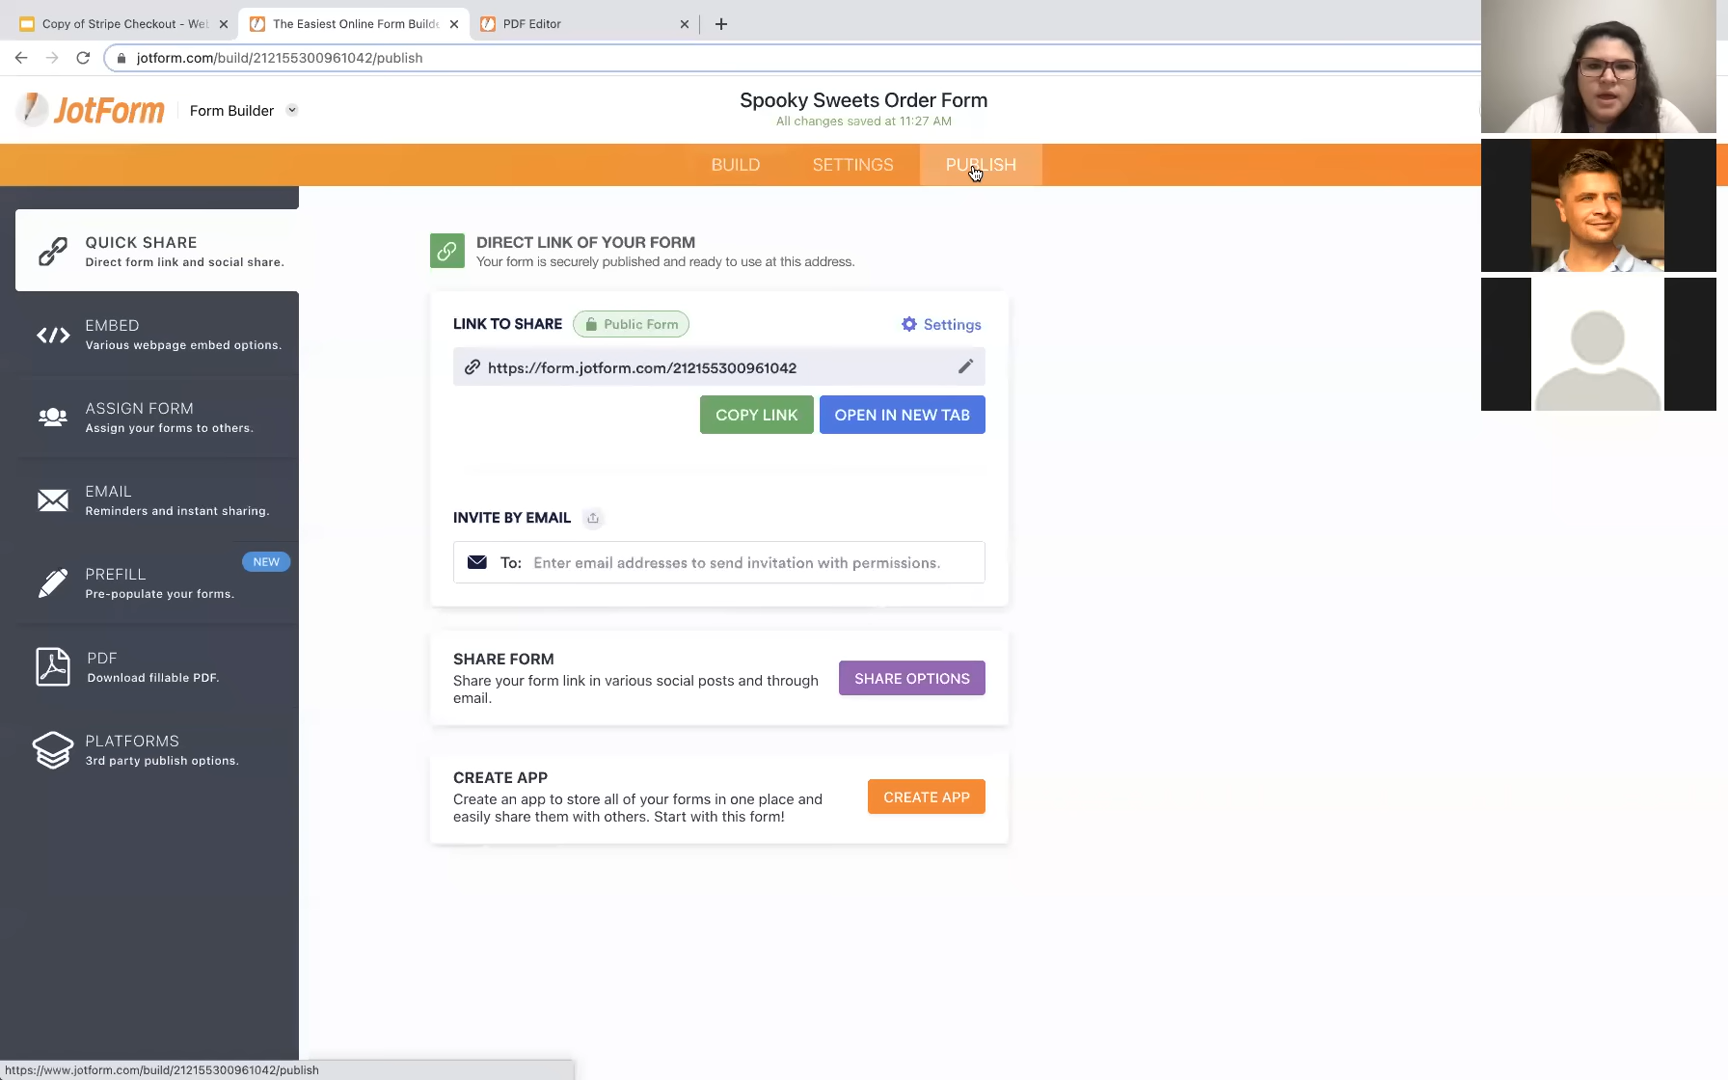 Copy of Stripe Checkout - We
The Easiest Online Form Builde
PDF Editor
jotform.com/build/212155300961042/publish
JotForm
Form Builder
Spooky Sweets Order Form
All changes saved at 11:27 AM
BUILD
SETTINGS
PUBLISH
QUICK SHARE
Direct form link and social share.
EMBED
Various webpage embed options.
ASSIGN FORM
Assign your forms to others.
EMAIL
Reminders and instant sharing.
NEW
PREFILL
Pre-populate your forms.
PDF
Download fillable PDF.
PLATFORMS
3rd party publish options.
DIRECT LINK OF YOUR FORM
Your form is securely published and ready to use at this address.
LINK TO SHARE
Public Form
Settings
https://form.jotform.com/212155300961042
COPY LINK
OPEN IN NEW TAB
INVITE BY EMAIL
To: Enter email addresses to send invitation with permissions.
SHARE FORM
Share your form link in various social posts and through
email.
SHARE OPTIONS
CREATE APP
Create an app to store all of your forms in one place and
easily share them with others. Start with this form!
CREATE APP
https://www.jotform.com/build/212155300961042/publish